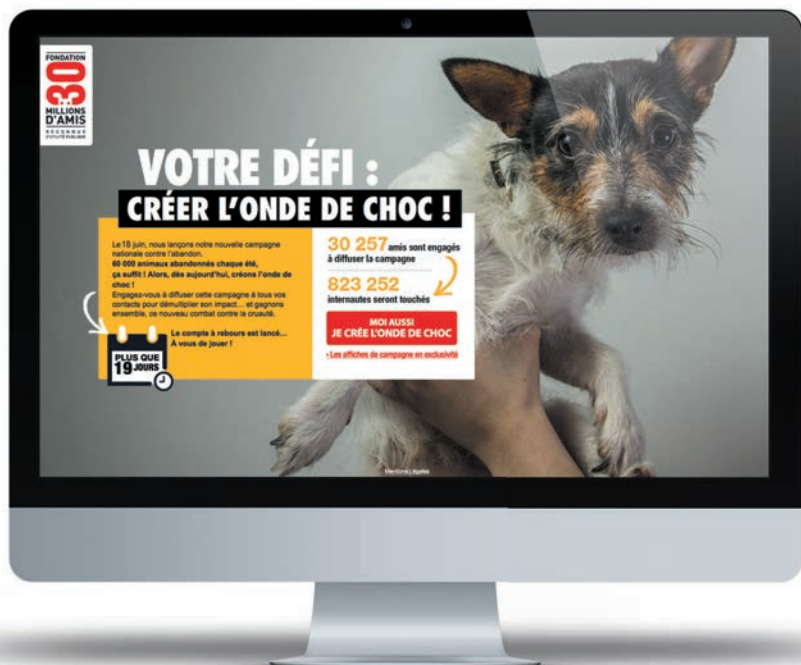 FONDATION
30
MILLIONS
D'AMIS
RECONNUE
D'UTILITÉ PUBLIQUE
VOTRE DÉFI :
CRÉER L'ONDE DE CHOC !
Le 18 juin, nous lançons notre nouvelle campagne
nationale contre l'abandon.
60 000 animaux abandonnés chaque été,
ça suffit ! Alors, dès aujourd'hui, créons l'onde de
choc !
Engagez-vous à diffuser cette campagne à tous vos
contacts pour démultiplier son impact... et gagnons
ensemble, ce nouveau combat contre la cruauté.
Le compte à rebours est lancé...
À vous de jouer !
PLUS QUE
19 JOURS
30 257 amis sont engagés
à diffuser la campagne
823 252
internautes seront touchés
MOI AUSSI
JE CRÉE L'ONDE DE CHOC
• Les affiches de campagne en exclusivité
Mentions Légales